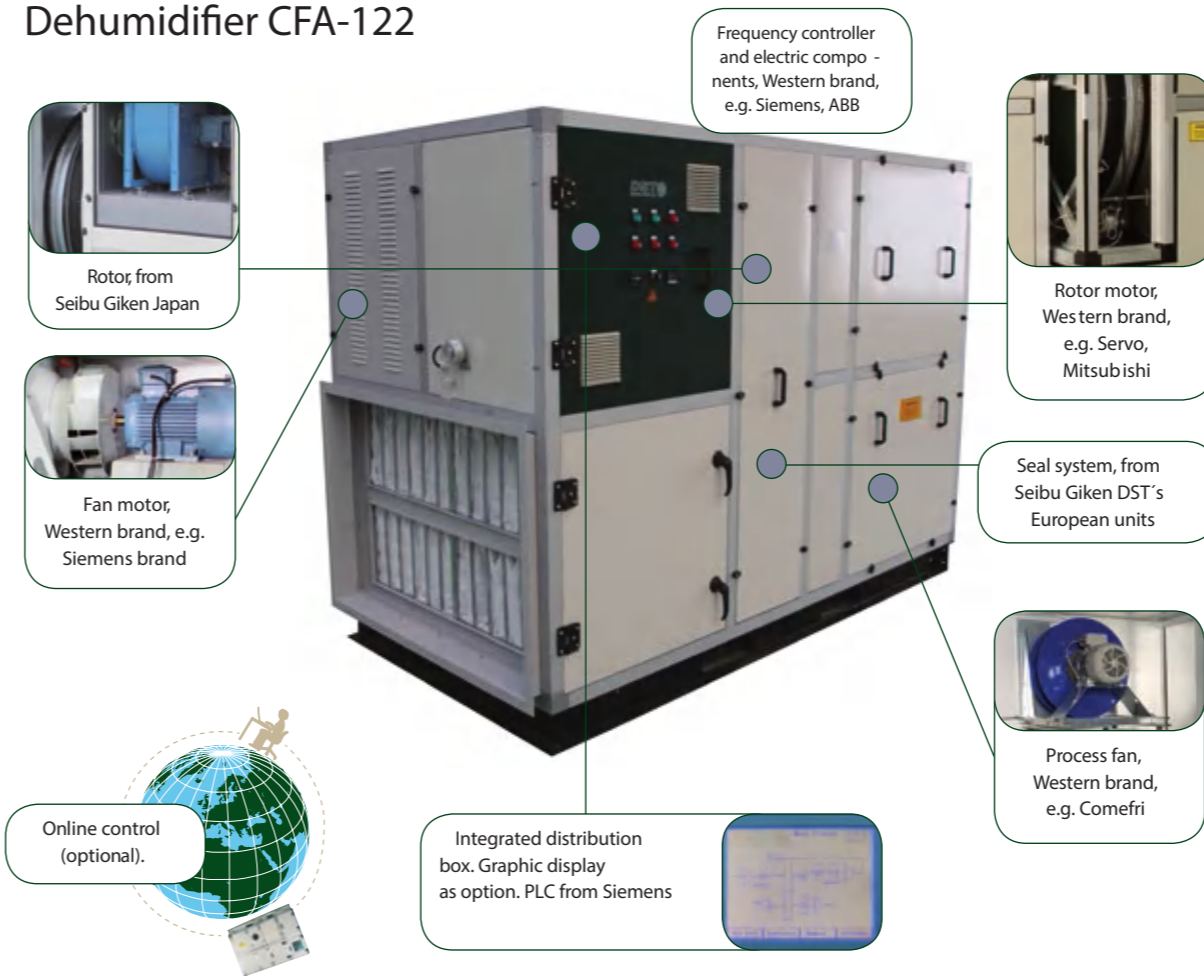 Dehumidifier CFA-122
Frequency controller
and electric compo -
nents, Western brand,
e.g. Siemens, ABB
Rotor, from
Seibu Giken Japan
Rotor motor,
Western brand,
e.g. Servo,
Mitsubishi
Fan motor,
Western brand, e.g.
Siemens brand
Seal system, from
Seibu Giken DST´s
European units
Process fan,
Western brand,
e.g. Comefri
Online control
(optional).
Integrated distribution
box. Graphic display
as option. PLC from Siemens